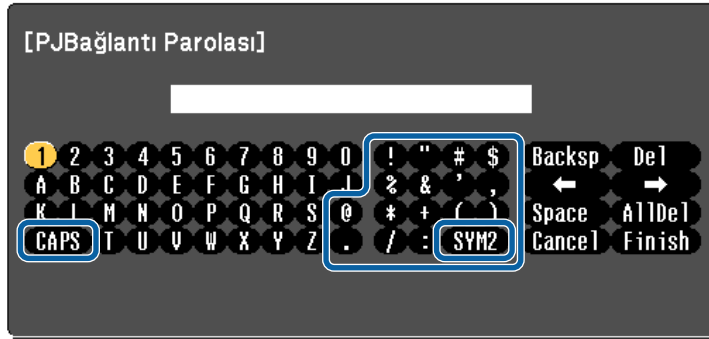 [PJBağlantı Parolası]
1 2 3 4 5 6 7 8 9 0 ! " # $ Backsp Del
A B C D E F G H I J % & ' , ← →
K L M N O P Q R S @ * + ( ) Space AllDel
CAPS T U V W X Y Z . / : SYM2 Cancel Finish